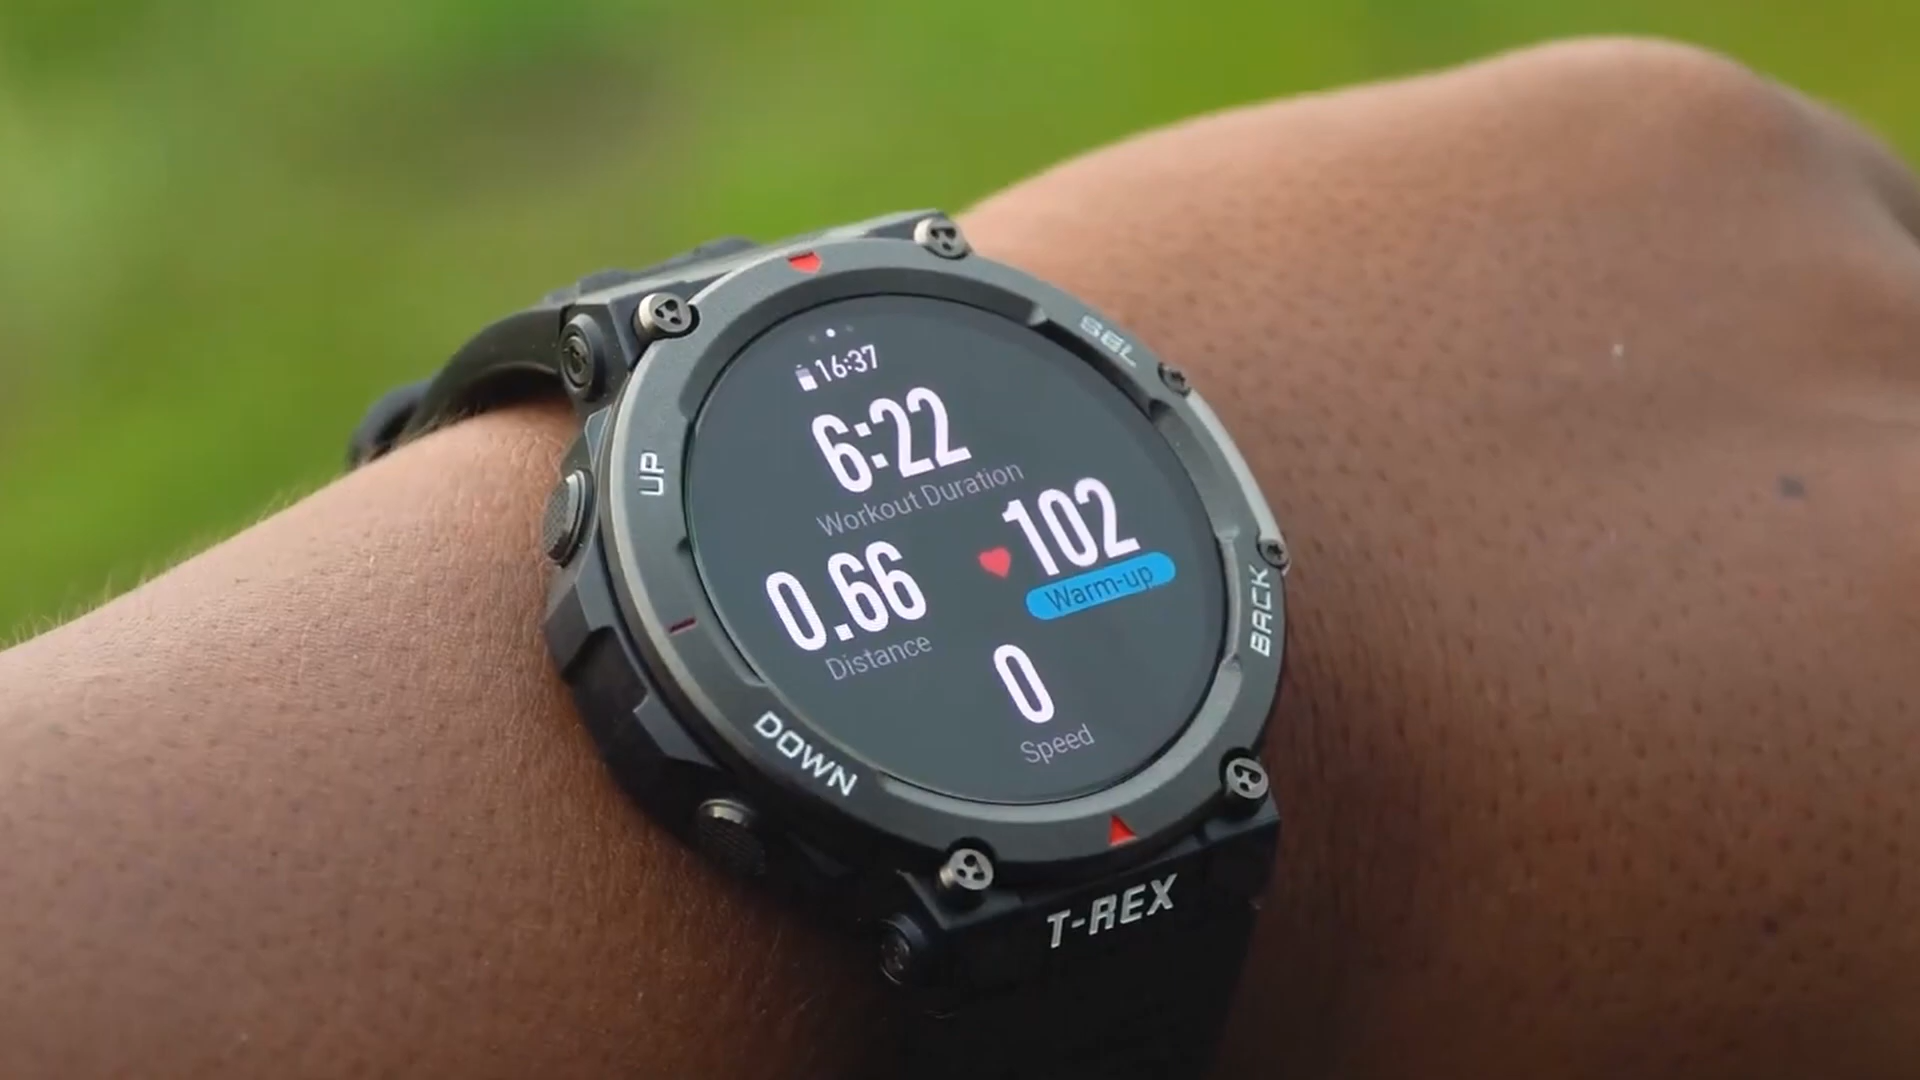 16:37
6:22
Workout Duration
102
Warm-up
0.66
Distance
0
Speed
SEL
UP
BACK
DOWN
T-REX